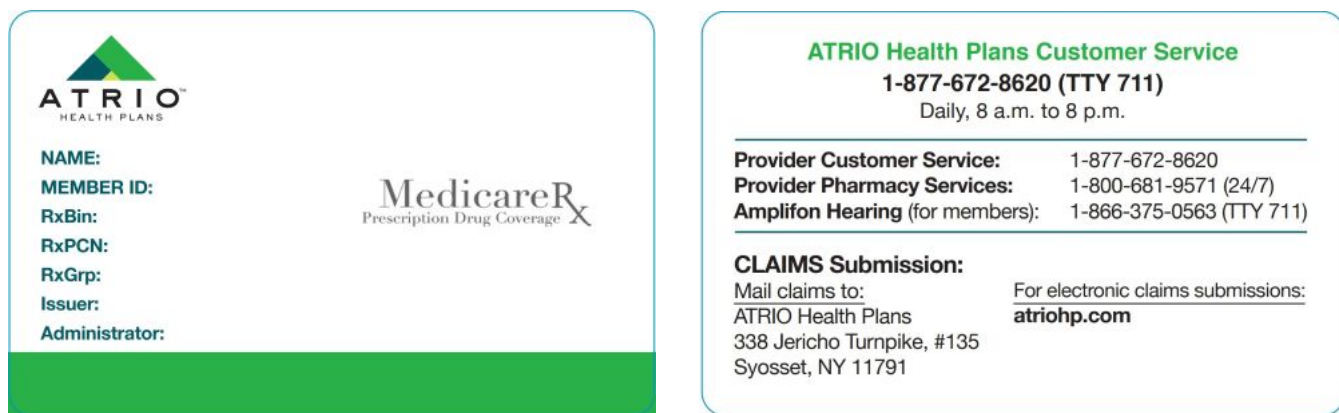 ATRIO™
HEALTH PLANS
NAME:
MEMBER ID:
RxBin:
RxPCN:
RxGrp:
Issuer:
Administrator:
MedicareRx
Prescription Drug Coverage
ATRIO Health Plans Customer Service
1-877-672-8620 (TTY 711)
Daily, 8 a.m. to 8 p.m.
Provider Customer Service: 1-877-672-8620
Provider Pharmacy Services: 1-800-681-9571 (24/7)
Amplifon Hearing (for members): 1-866-375-0563 (TTY 711)
CLAIMS Submission:
Mail claims to:
ATRIO Health Plans
338 Jericho Turnpike, #135
Syosset, NY 11791
For electronic claims submissions:
atriohp.com